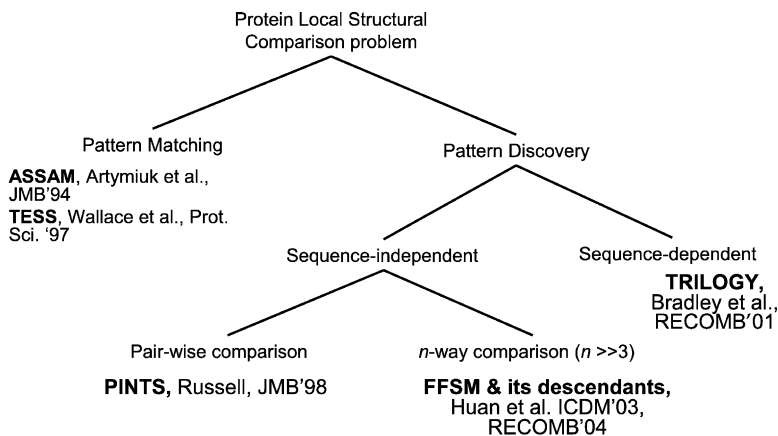 Protein Local Structural
Comparison problem
Pattern Matching
ASSAM, Artymiuk et al.,
JMB'94
TESS, Wallace et al., Prot.
Sci. ‘97
Pattern Discovery
Sequence-independent
Sequence-dependent
TRILOGY,
Bradley et al.,
RECOMB′01
Pair-wise comparison
PINTS, Russell, JMB'98
n-way comparison (n >>3)
FFSM & its descendants,
Huan et al. ICDM'03,
RECOMB'04